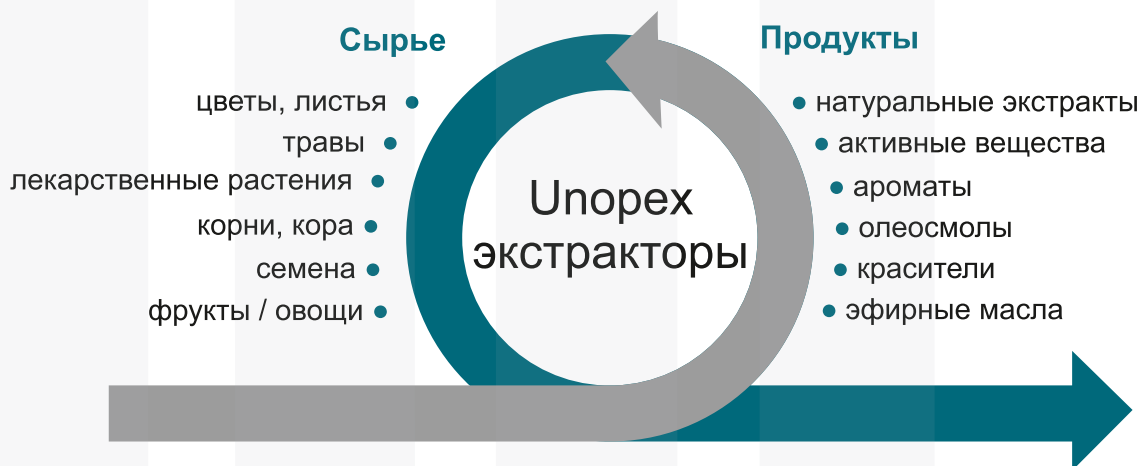 Сырье
цветы, листья
травы
лекарственные растения
корни, кора
семена
фрукты / овощи
Unopex
экстракторы
Продукты
натуральные экстракты
активные вещества
ароматы
олеосмолы
красители
эфирные масла